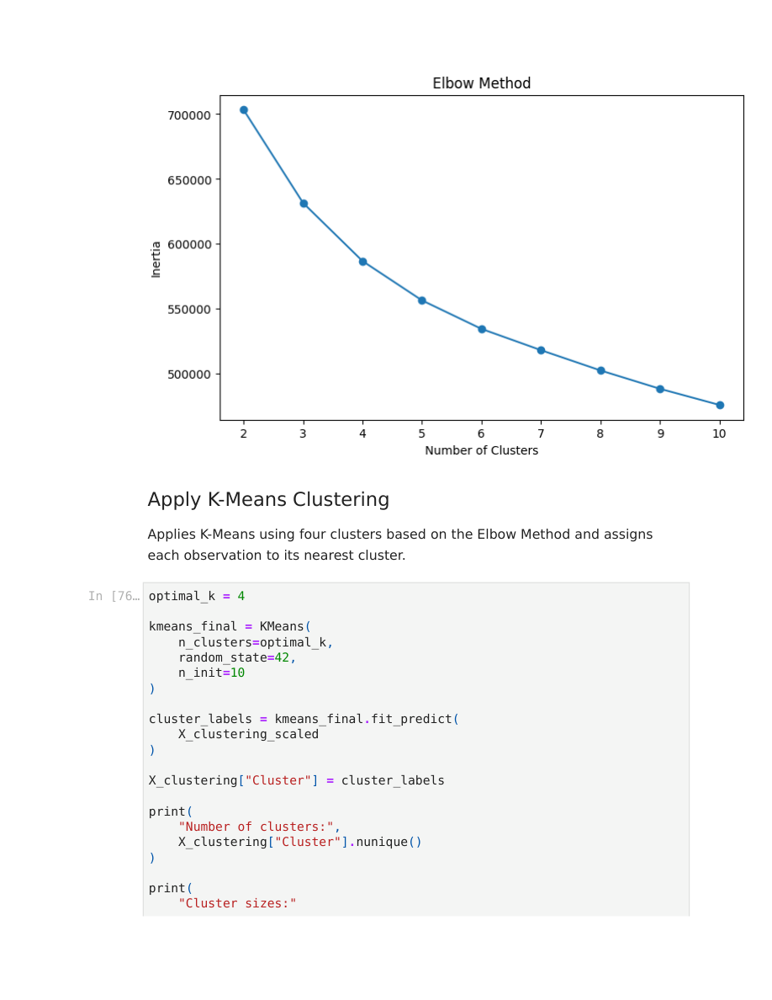 Elbow Method
700000
650000
600000
550000
500000
Inertia
2 3 4 5 6 7 8 9 10
Number of Clusters
Apply K-Means Clustering
Applies K-Means using four clusters based on the Elbow Method and assigns
each observation to its nearest cluster.
In [76…
optimal_k = 4
kmeans_final = KMeans(
    n_clusters=optimal_k,
    random_state=42,
    n_init=10
)
cluster_labels = kmeans_final.fit_predict(
    X_clustering_scaled
)
X_clustering["Cluster"] = cluster_labels
print(
    "Number of clusters:",
    X_clustering["Cluster"].nunique()
)
print(
    "Cluster sizes:"